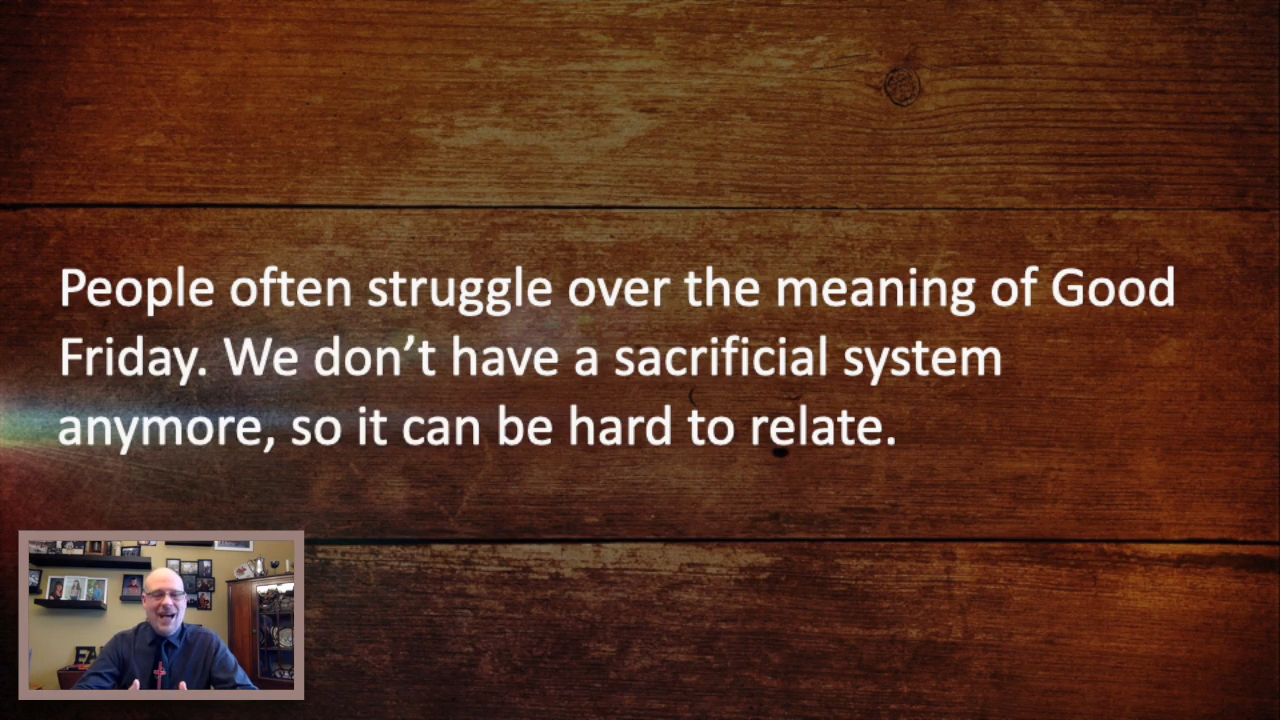 People often struggle over the meaning of Good
Friday. We don’t have a sacrificial system
anymore, so it can be hard to relate.